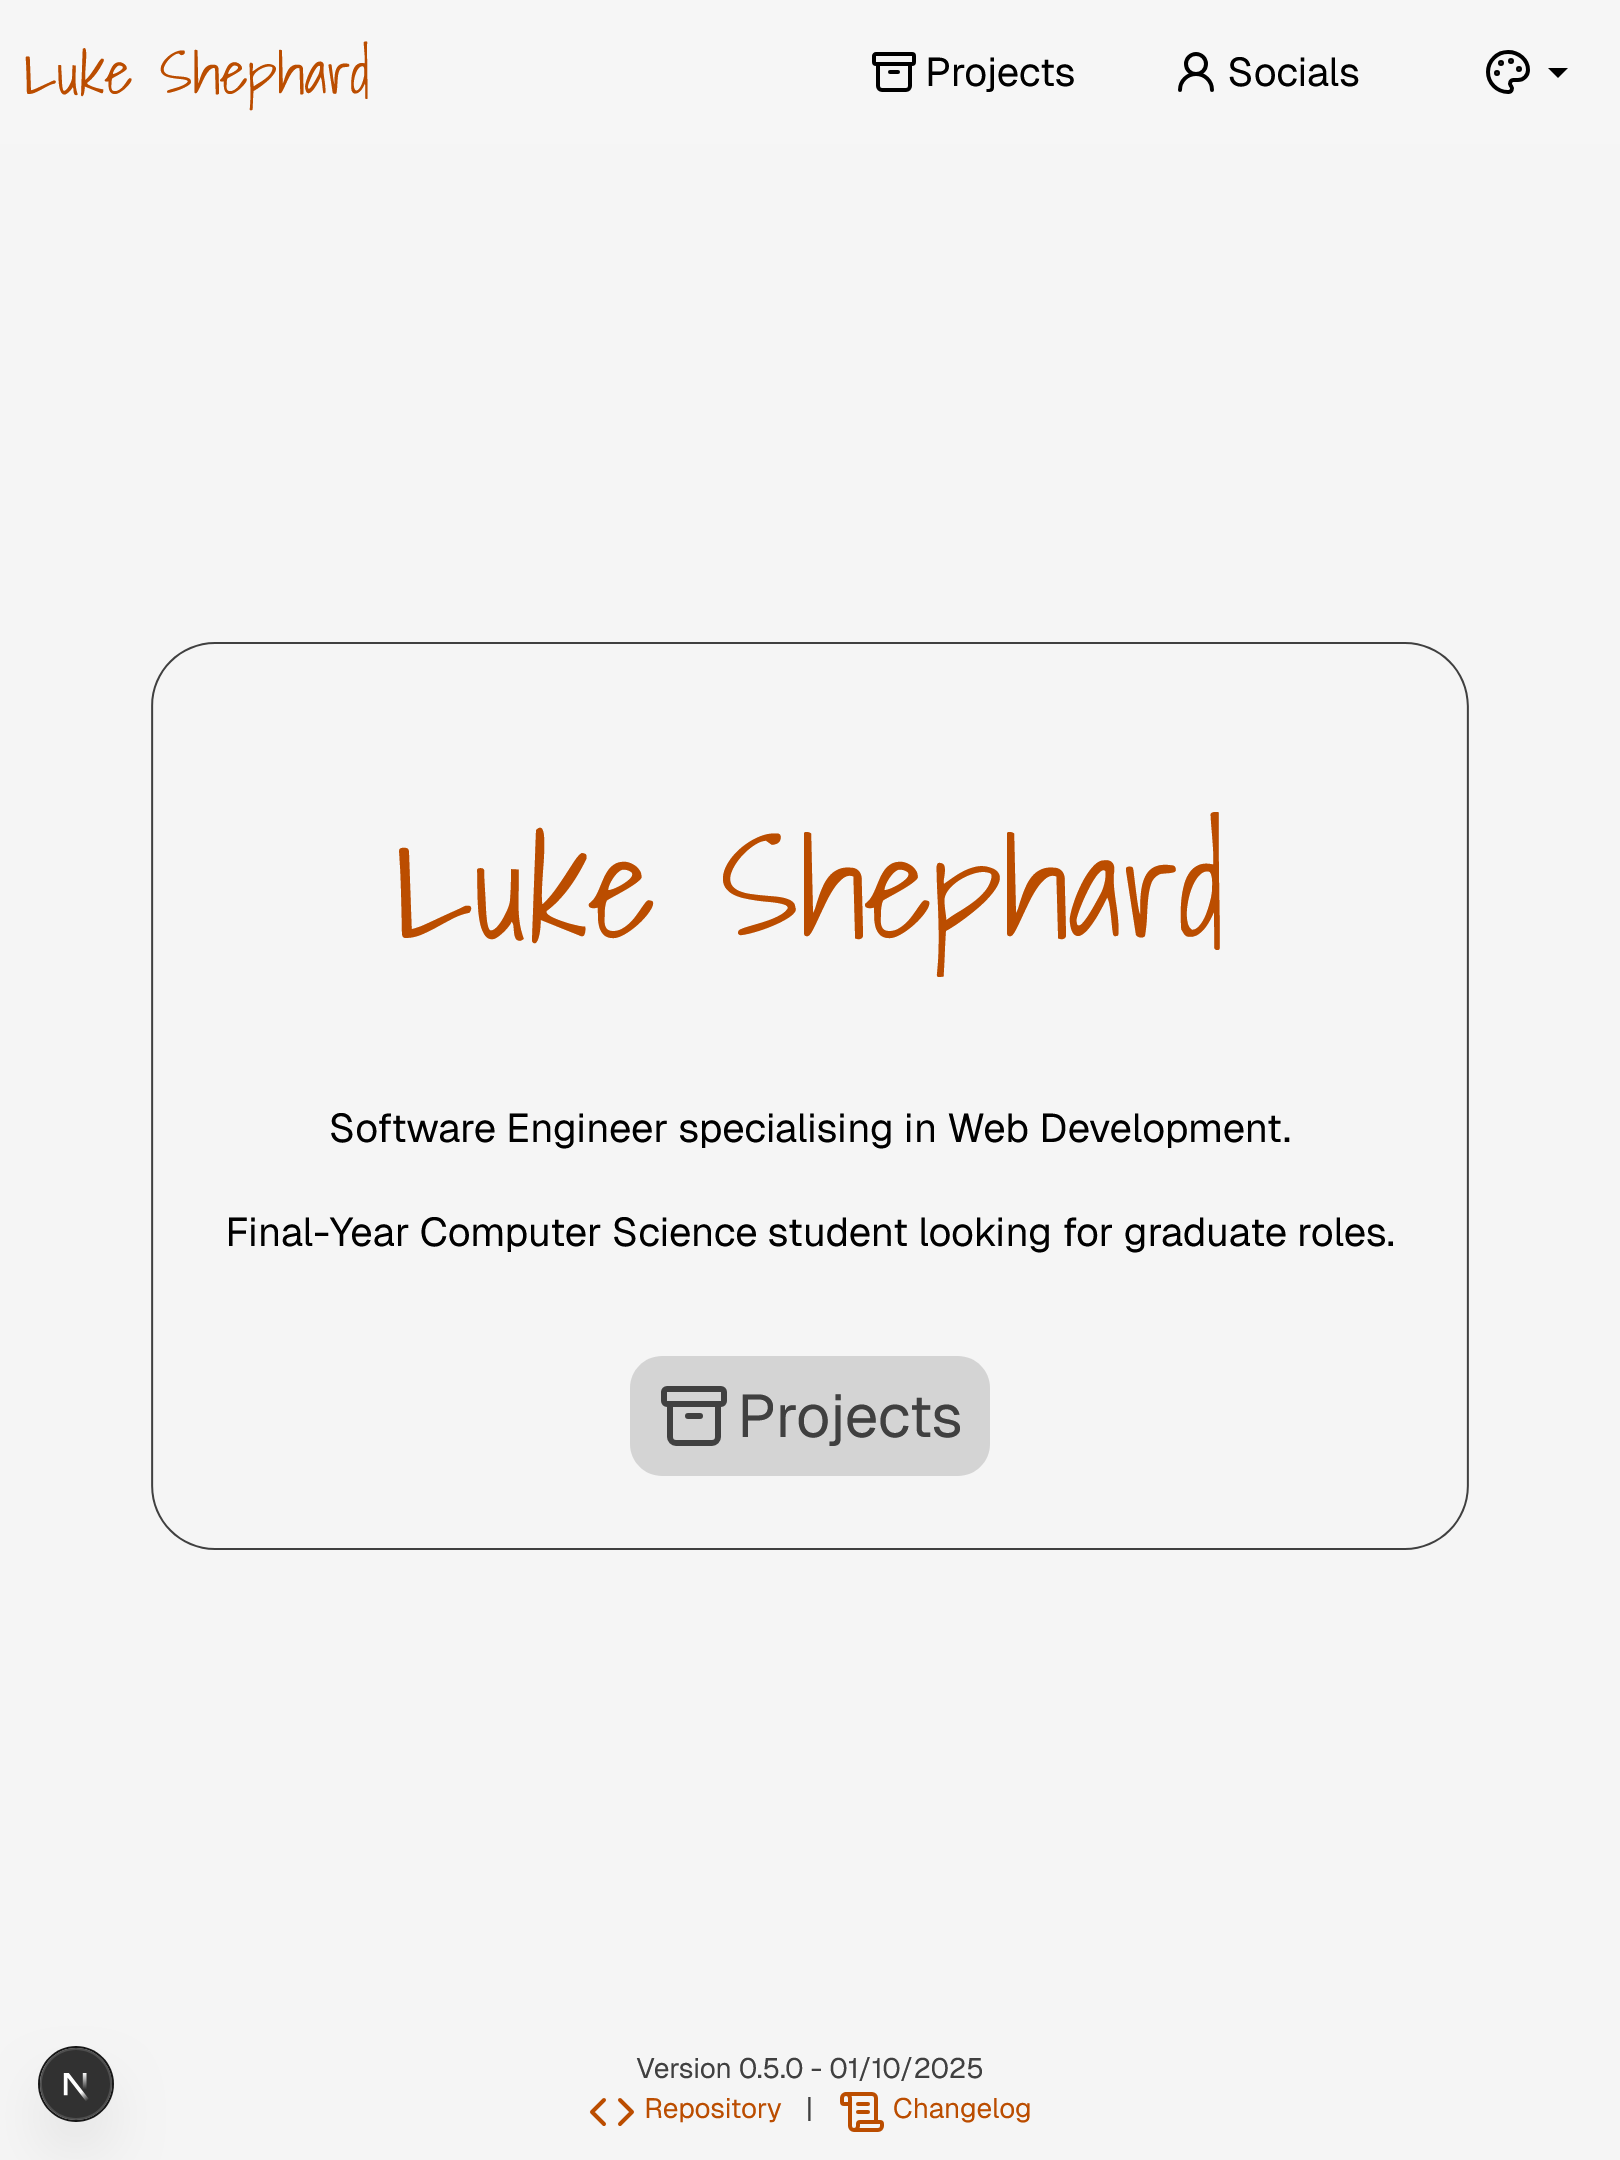 Luke Shephard
Projects
Socials
Luke Shephard
Software Engineer specialising in Web Development.
Final-Year Computer Science student looking for graduate roles.
Projects
N
Version 0.5.0 - 01/10/2025
Repository | Changelog